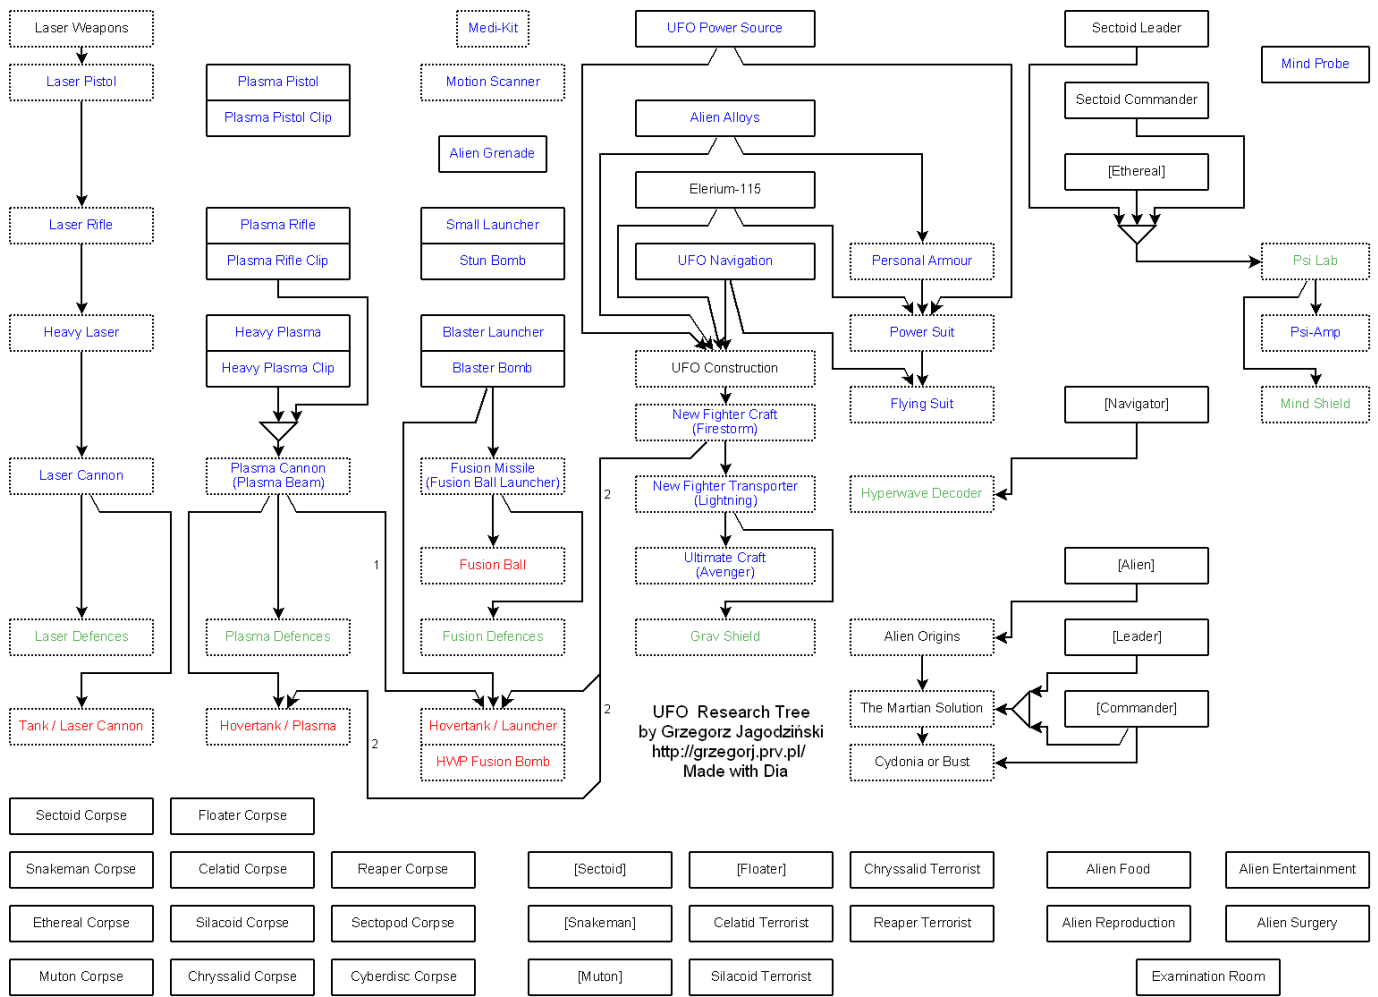 Laser Weapons
Medi-Kit
UFO Power Source
Sectoid Leader
Mind Probe
Laser Pistol
Plasma Pistol
Plasma Pistol Clip
Motion Scanner
Alien Alloys
Sectoid Commander
Alien Grenade
Elerium-115
[Ethereal]
Laser Rifle
Plasma Rifle
Plasma Rifle Clip
Small Launcher
Stun Bomb
UFO Navigation
Personal Armour
Psi Lab
Heavy Laser
Heavy Plasma
Heavy Plasma Clip
Blaster Launcher
Blaster Bomb
UFO Construction
Power Suit
Psi-Amp
New Fighter Craft
(Firestorm)
Flying Suit
[Navigator]
Mind Shield
Laser Cannon
Plasma Cannon
(Plasma Beam)
Fusion Missile
(Fusion Ball Launcher)
2
New Fighter Transporter
(Lightning)
Hyperwave Decoder
1
Fusion Ball
Ultimate Craft
(Avenger)
[Alien]
Laser Defences
Plasma Defences
Fusion Defences
Grav Shield
Alien Origins
[Leader]
Tank / Laser Cannon
Hovertank / Plasma
2
Hovertank / Launcher
HWP Fusion Bomb
2
UFO Research Tree
by Grzegorz Jagodziński
http://grzegorj.prv.pl/
Made with Dia
The Martian Solution
[Commander]
Cydonia or Bust
Sectoid Corpse
Floater Corpse
Snakeman Corpse
Celatid Corpse
Reaper Corpse
[Sectoid]
[Floater]
Chryssalid Terrorist
Alien Food
Alien Entertainment
Ethereal Corpse
Silacoid Corpse
Sectopod Corpse
[Snakeman]
Celatid Terrorist
Reaper Terrorist
Alien Reproduction
Alien Surgery
Muton Corpse
Chryssalid Corpse
Cyberdisc Corpse
[Muton]
Silacoid Terrorist
Examination Room